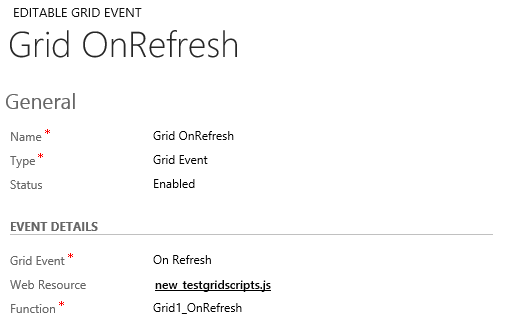 EDITABLE GRID EVENT
Grid OnRefresh
General
Name * Grid OnRefresh
Type * Grid Event
Status Enabled
EVENT DETAILS
Grid Event * On Refresh
Web Resource new_testgridscripts.js
Function * Grid1_OnRefresh